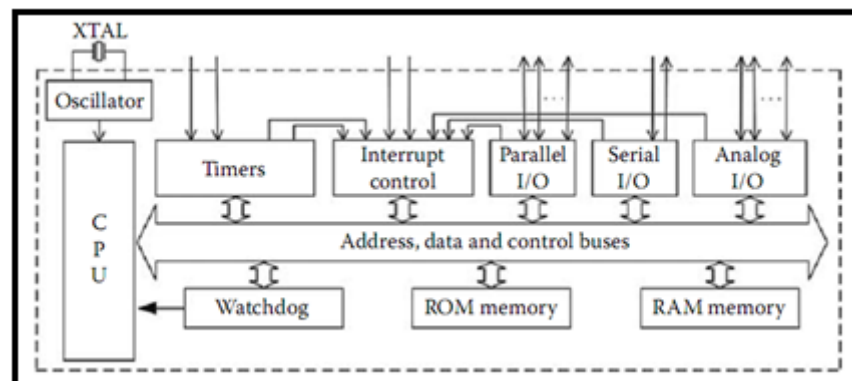 XTAL
Oscillator
Timers
Interrupt
control
Parallel
I/O
Serial
I/O
Analog
I/O
C
P
U
Address, data and control buses
Watchdog
ROM memory
RAM memory